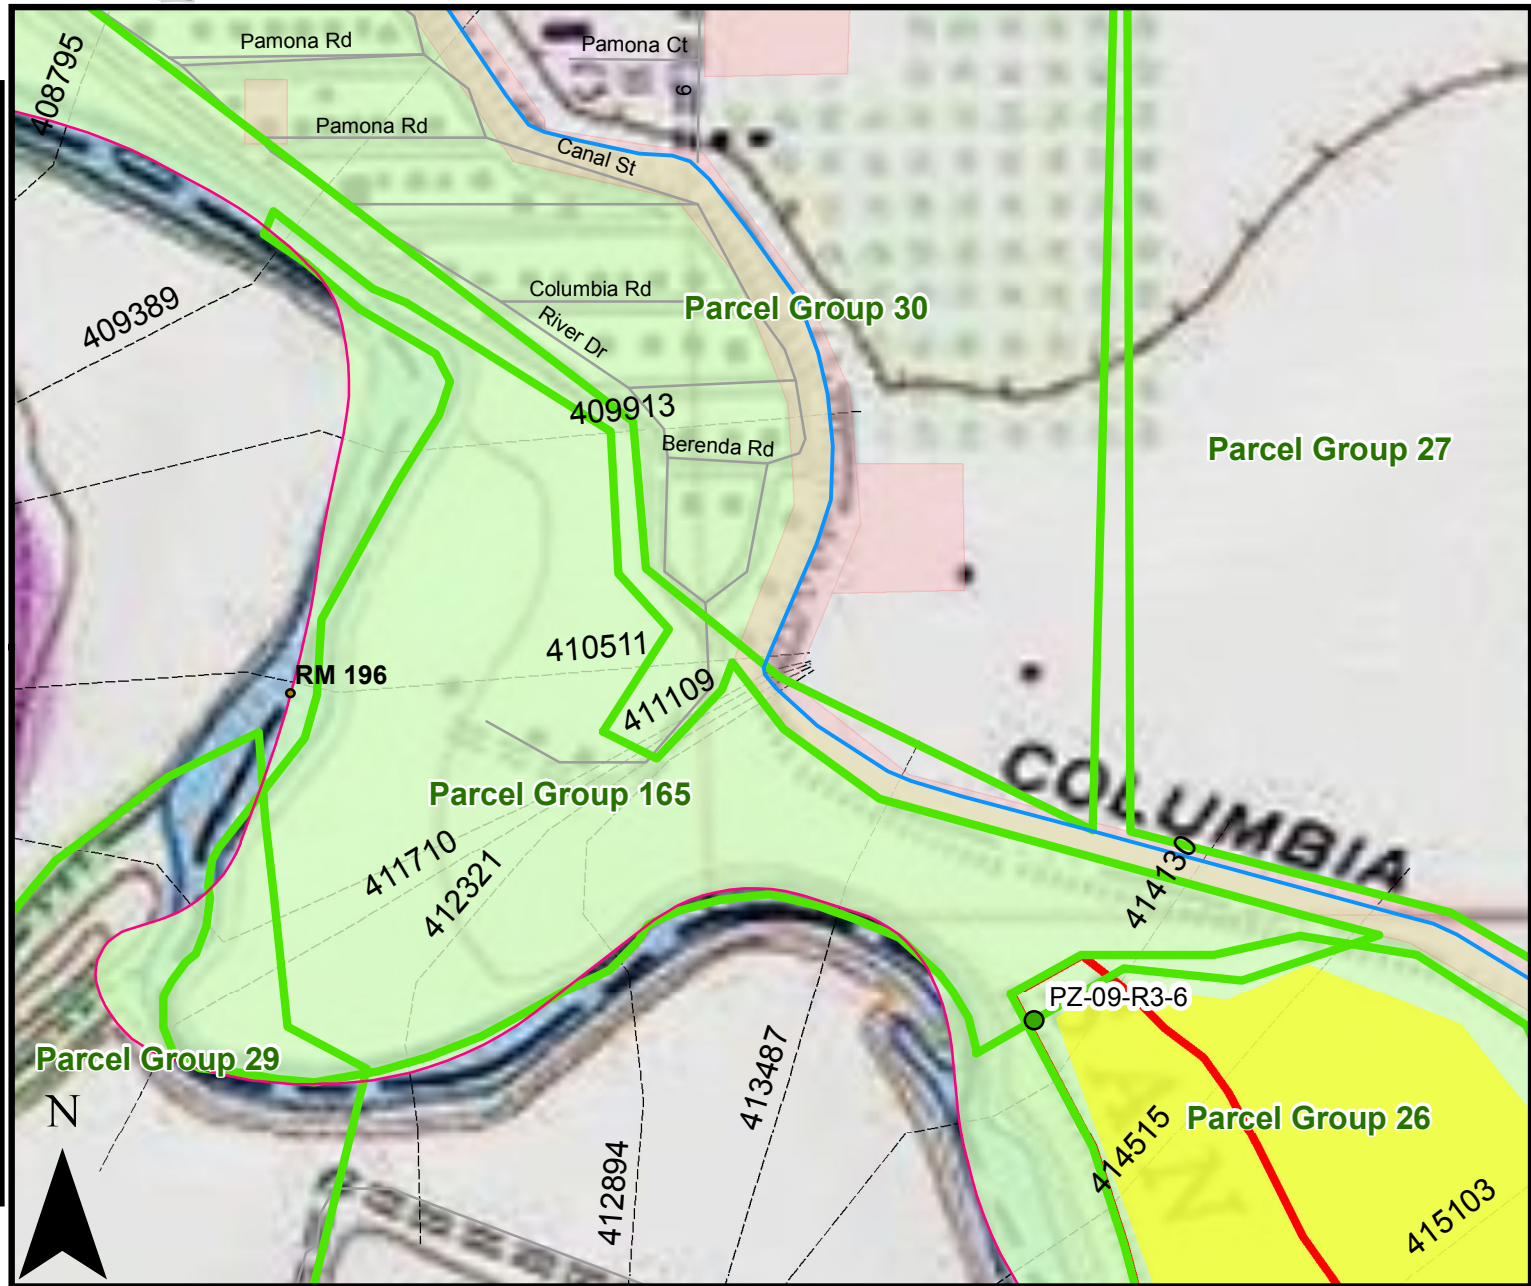 Pamona Rd
Pamona Ct
408795
6
Pamona Rd
Canal St
Columbia Rd
409389
Parcel Group 30
River Dr
409913
Berenda Rd
Parcel Group 27
410511
RM 196
411109
COLUMBIA
Parcel Group 165
411710
412321
414130
PZ-09-R3-6
Parcel Group 29
413487
N
Parcel Group 26
414515
412894
415103